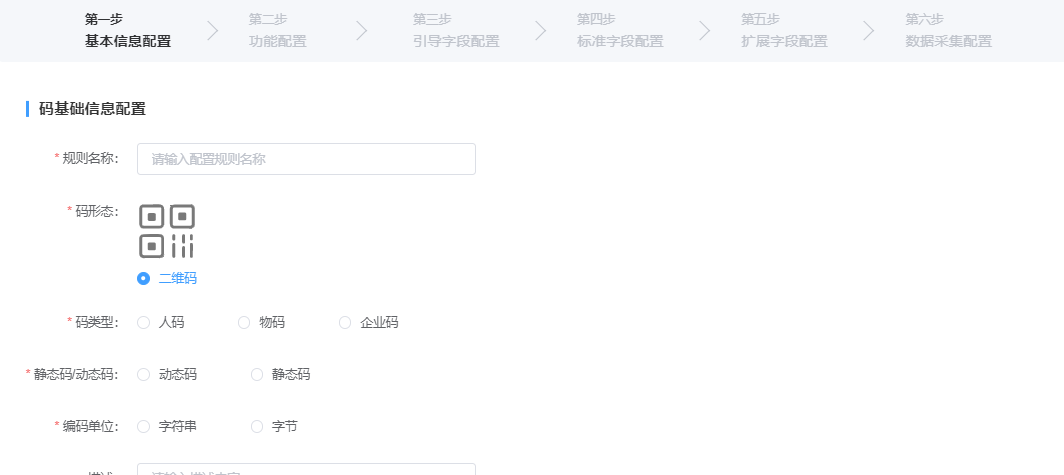 第一步
基本信息配置
第二步
功能配置
第三步
引导字段配置
第四步
标准字段配置
第五步
扩展字段配置
第六步
数据采集配置
码基础信息配置
* 规则名称: 请输入配置规则名称
* 码形态:
二维码
* 码类型: 人码 物码 企业码
* 静态码/动态码: 动态码 静态码
* 编码单位: 字符串 字节